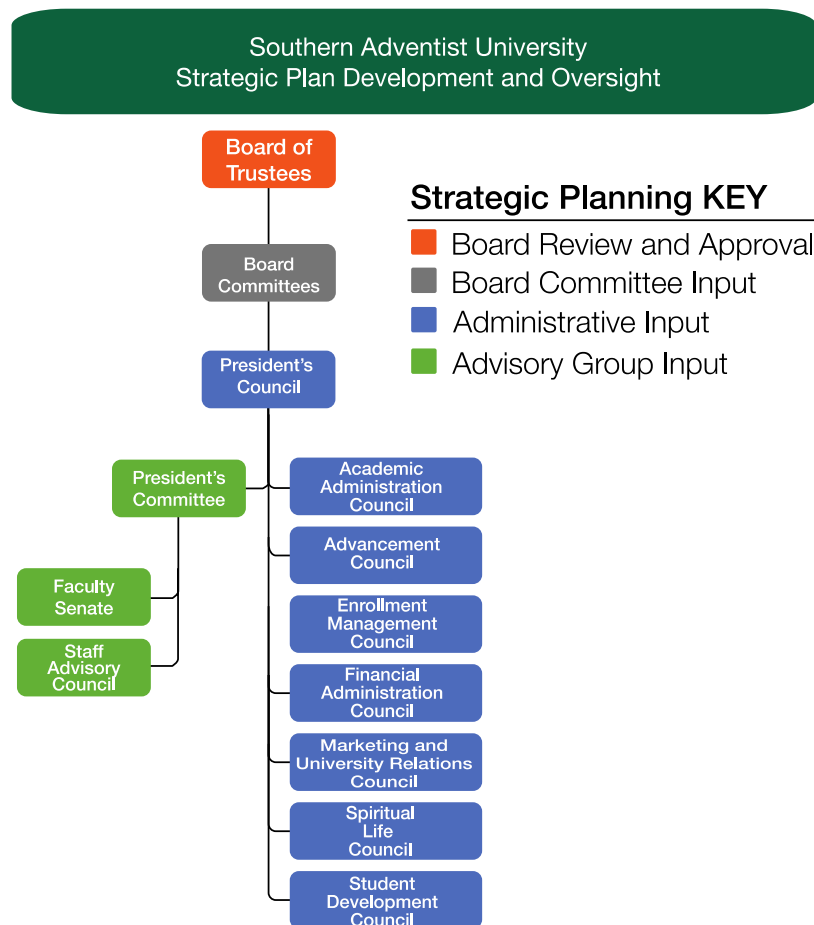 Southern Adventist University
Strategic Plan Development and Oversight
Board of
Trustees
Strategic Planning KEY
Board Review and Approval
Board Committee Input
Administrative Input
Advisory Group Input
Board
Committees
President's
Council
President's
Committee
Academic
Administration
Council
Advancement
Council
Faculty
Senate
Enrollment
Management
Council
Staff
Advisory
Council
Financial
Administration
Council
Marketing and
University Relations
Council
Spiritual
Life
Council
Student
Development
Council